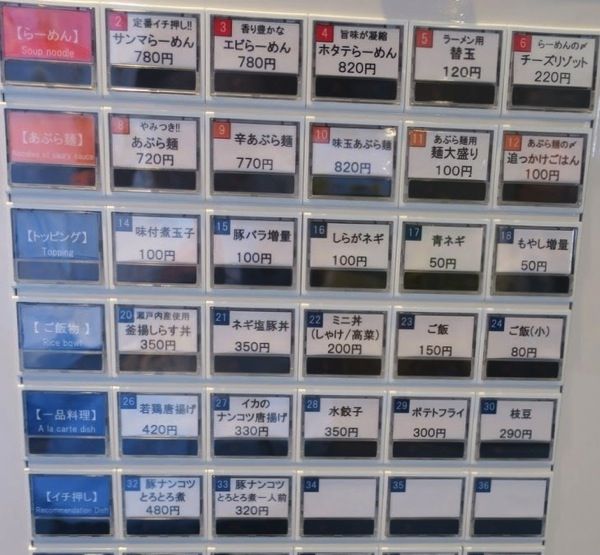 【らーめん】
Soup noodle
2 定番イチ押し!!
サンマらーめん
780円
3 香り豊かな
エビらーめん
780円
4 旨味が凝縮
ホタテらーめん
820円
5 ラーメン用
替玉
120円
6 らーめんの〆
チーズリゾット
220円
【あぶら麺】
Noodles of soury sauce
8 やみつき!!
あぶら麺
720円
9
辛あぶら麺
770円
10
味玉あぶら麺
820円
11 あぶら麺用
麺大盛り
100円
12 あぶら麺の〆
追っかけごはん
100円
【トッピング】
Topping
14
味付煮玉子
100円
15
豚バラ増量
100円
16
しらがネギ
100円
17
青ネギ
50円
18
もやし増量
50円
【ご飯物】
Rice bowl
20 瀬戸内産使用
釜揚しらす丼
350円
21
ネギ塩豚丼
350円
22 ミニ丼
(しゃけ/高菜)
200円
23
ご飯
150円
24
ご飯(小)
80円
【一品料理】
A la carte dish
26
若鶏唐揚げ
420円
27 イカの
ナンコツ唐揚げ
330円
28
水餃子
350円
29
ポテトフライ
300円
30
枝豆
290円
【イチ押し】
Recommendation Dish
32 豚ナンコツ
とろとろ煮
480円
33 豚ナンコツ
とろとろ煮一人前
320円
34
35
36